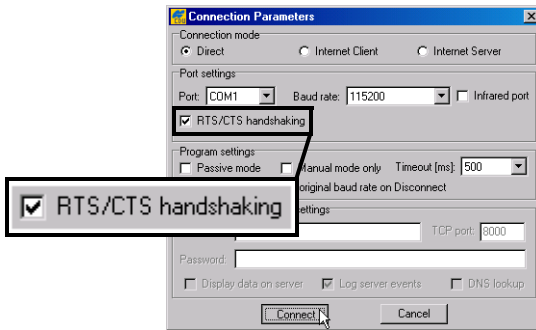 Connection Parameters
Connection mode
Direct Internet Client Internet Server
Port settings
Port: COM1 Baud rate: 115200 Infrared port
RTS/CTS handshaking
Program settings
Passive mode Manual mode only Timeout [ms]: 500
original baud rate on Disconnect
RTS/CTS handshaking
ettings
TCP port: 8000
Password:
Display data on server Log server events DNS lookup
Connect Cancel